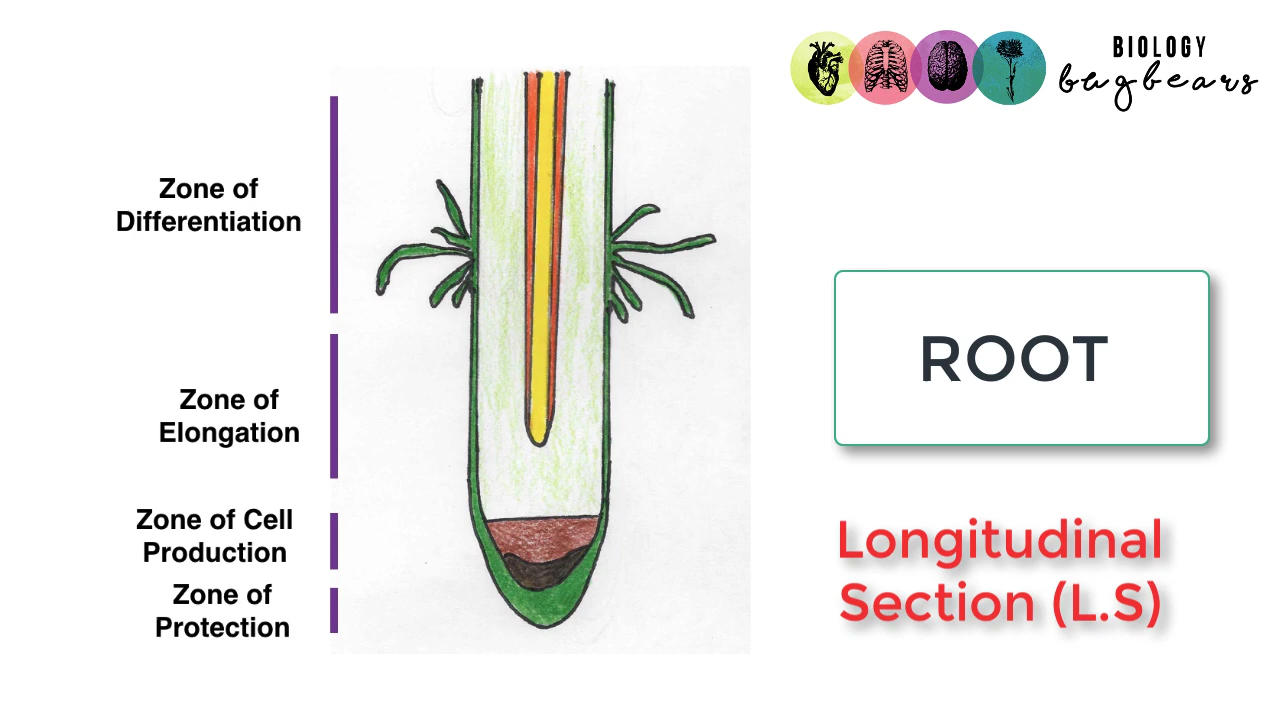 BIOLOGY
bugbears
Zone of
Differentiation
Zone of
Elongation
Zone of Cell
Production
Zone of
Protection
ROOT
Longitudinal
Section (L.S)